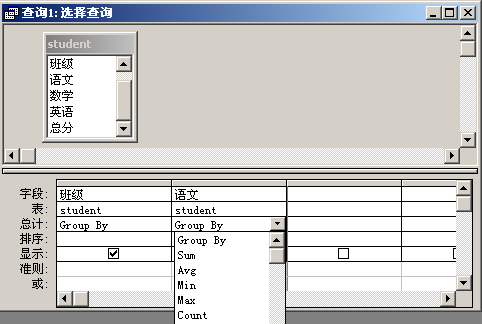 查询1: 选择查询
student
班级
语文
数学
英语
总分
字段: 班级 语文
表: student student
总计: Group By Group By
排序: Group By
显示: Sum
准则: Avg
或: Min
Max
Count